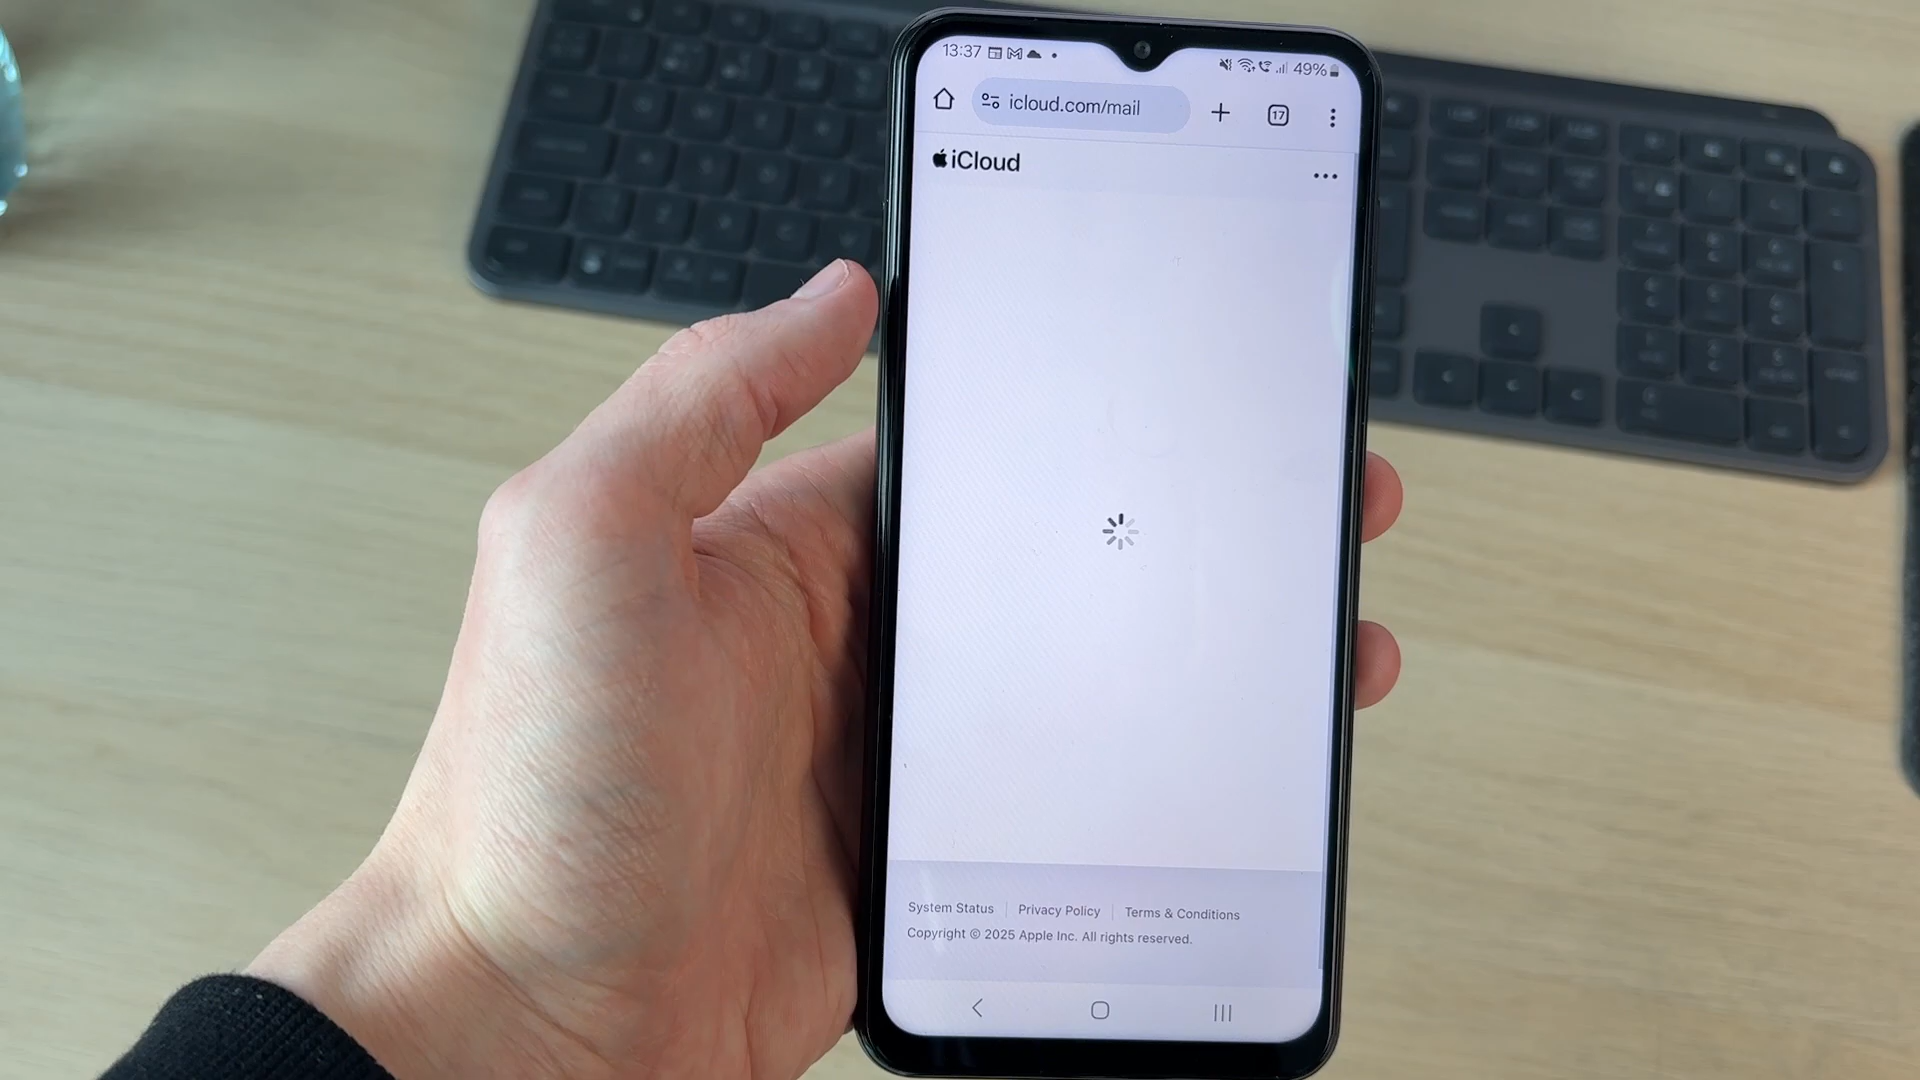 13:37 49%
icloud.com/mail 17
iCloud
System Status Privacy Policy Terms & Conditions
Copyright © 2025 Apple Inc. All rights reserved.